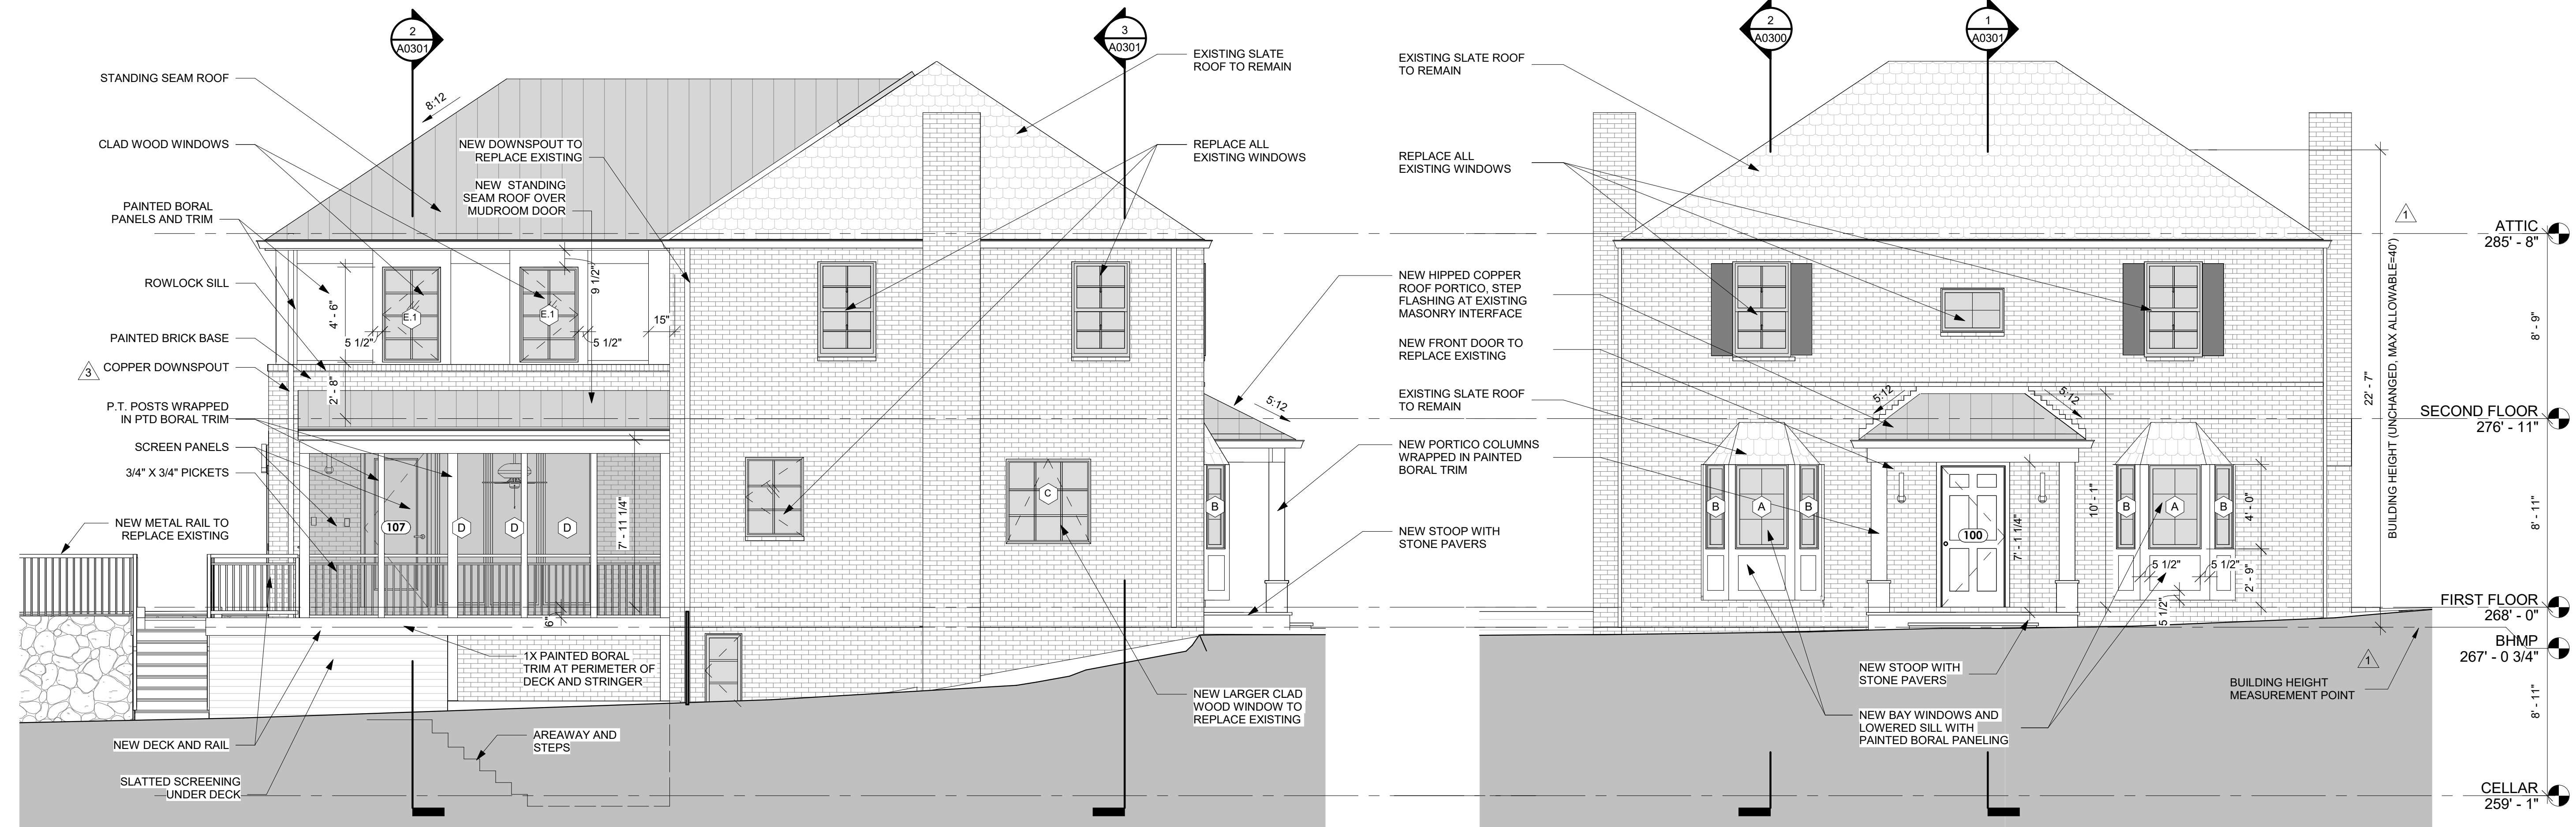 2
A0301
3
A0301
2
A0300
1
A0301
STANDING SEAM ROOF
8:12
CLAD WOOD WINDOWS
PAINTED BORAL
PANELS AND TRIM
ROWLOCK SILL
PAINTED BRICK BASE
3
COPPER DOWNSPOUT
P.T. POSTS WRAPPED
IN PTD BORAL TRIM
SCREEN PANELS
3/4" X 3/4" PICKETS
NEW METAL RAIL TO
REPLACE EXISTING
NEW DECK AND RAIL
SLATTED SCREENING
UNDER DECK
NEW DOWNSPOUT TO
REPLACE EXISTING
NEW STANDING
SEAM ROOF OVER
MUDROOM DOOR
4' - 6"
5 1/2"
E.1
E.1
9 1/2"
5 1/2"
15"
2' - 8"
107
D
D
D
7' - 11 1/4"
6"
1X PAINTED BORAL
TRIM AT PERIMETER OF
DECK AND STRINGER
AREAWAY AND
STEPS
EXISTING SLATE
ROOF TO REMAIN
REPLACE ALL
EXISTING WINDOWS
C
B
5:12
NEW LARGER CLAD
WOOD WINDOW TO
REPLACE EXISTING
EXISTING SLATE ROOF
TO REMAIN
REPLACE ALL
EXISTING WINDOWS
NEW HIPPED COPPER
ROOF PORTICO, STEP
FLASHING AT EXISTING
MASONRY INTERFACE
NEW FRONT DOOR TO
REPLACE EXISTING
EXISTING SLATE ROOF
TO REMAIN
NEW PORTICO COLUMNS
WRAPPED IN PAINTED
BORAL TRIM
NEW STOOP WITH
STONE PAVERS
5:12
5:12
B
A
B
100
7' - 1 1/4"
10' - 1"
B
A
B
4' - 0"
5 1/2"
5 1/2"
2' - 9"
5 1/2"
NEW STOOP WITH
STONE PAVERS
NEW BAY WINDOWS AND
LOWERED SILL WITH
PAINTED BORAL PANELING
BUILDING HEIGHT
MEASUREMENT POINT
1
1
22' - 7"
BUILDING HEIGHT (UNCHANGED, MAX ALLOWABLE=40')
ATTIC
285' - 8"
8' - 9"
SECOND FLOOR
276' - 11"
8' - 11"
FIRST FLOOR
268' - 0"
BHMP
267' - 0 3/4"
8' - 11"
CELLAR
259' - 1"